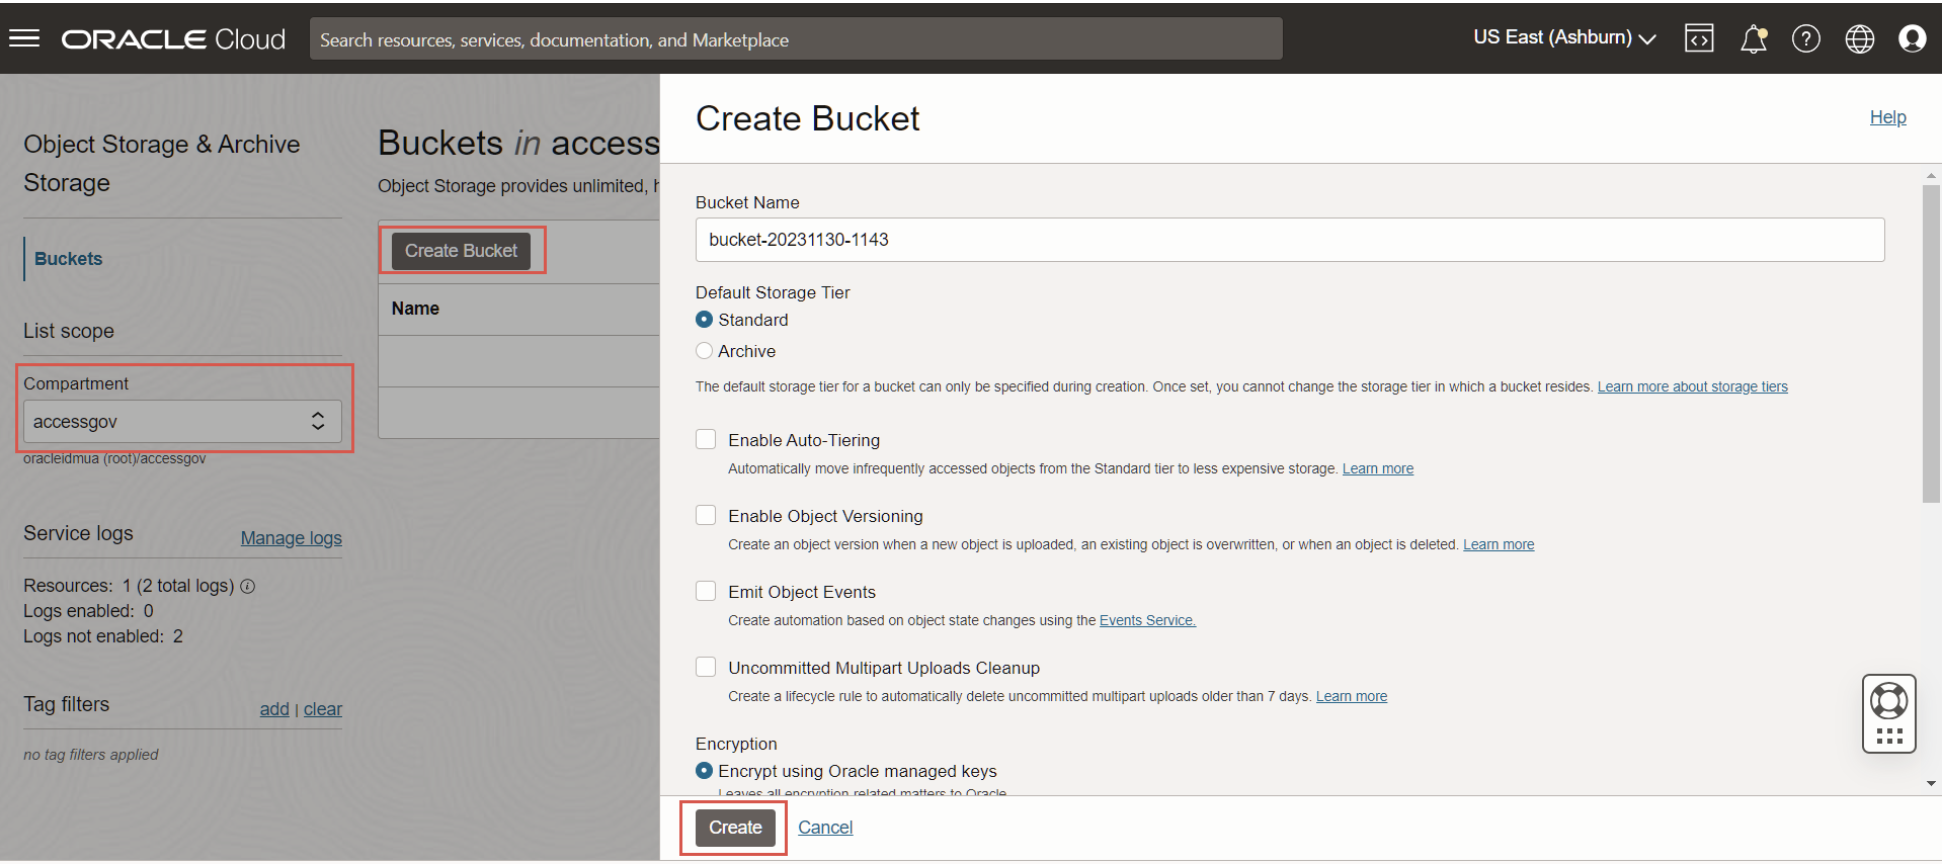 ORACLE Cloud
Search resources, services, documentation, and Marketplace
US East (Ashburn)
Object Storage & Archive
Storage
Buckets
List scope
Compartment
accessgov
oracleidmua (root)/accessgov
Service logs
Manage logs
Resources: 1 (2 total logs)
Logs enabled: 0
Logs not enabled: 2
Tag filters
add | clear
no tag filters applied
Buckets in access
Object Storage provides unlimited, h
Create Bucket
Name
Create Bucket
Help
Bucket Name
bucket-20231130-1143
Default Storage Tier
Standard
Archive
The default storage tier for a bucket can only be specified during creation. Once set, you cannot change the storage tier in which a bucket resides. Learn more about storage tiers
Enable Auto-Tiering
Automatically move infrequently accessed objects from the Standard tier to less expensive storage. Learn more
Enable Object Versioning
Create an object version when a new object is uploaded, an existing object is overwritten, or when an object is deleted. Learn more
Emit Object Events
Create automation based on object state changes using the Events Service.
Uncommitted Multipart Uploads Cleanup
Create a lifecycle rule to automatically delete uncommitted multipart uploads older than 7 days. Learn more
Encryption
Encrypt using Oracle managed keys
Leaves all encryption related matters to Oracle
Create
Cancel